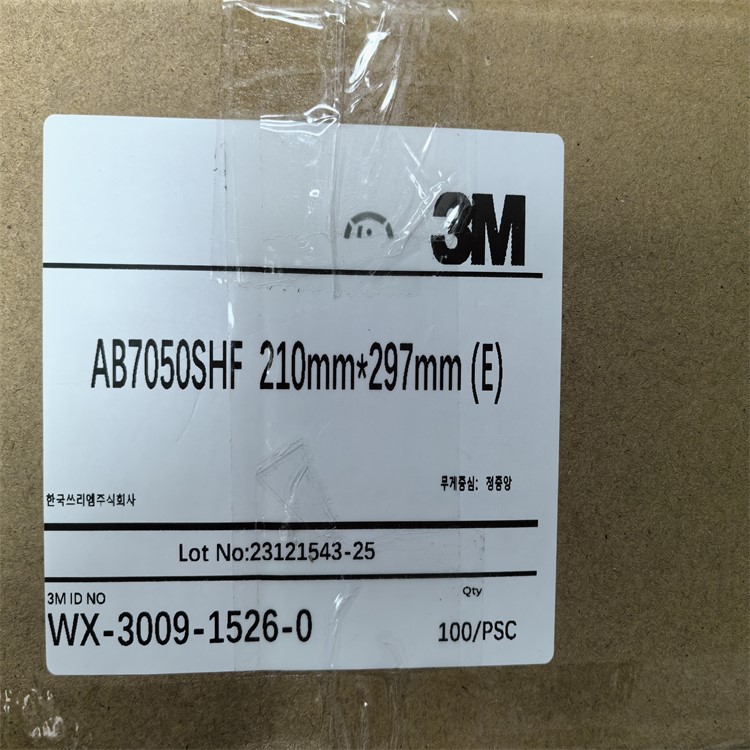 3M
AB7050SHF 210mm*297mm (E)
무게중심: 정중앙
한국쓰리엠주식회사
Lot No:23121543-25
3M ID NO
Qty
WX-3009-1526-0
100/PSC